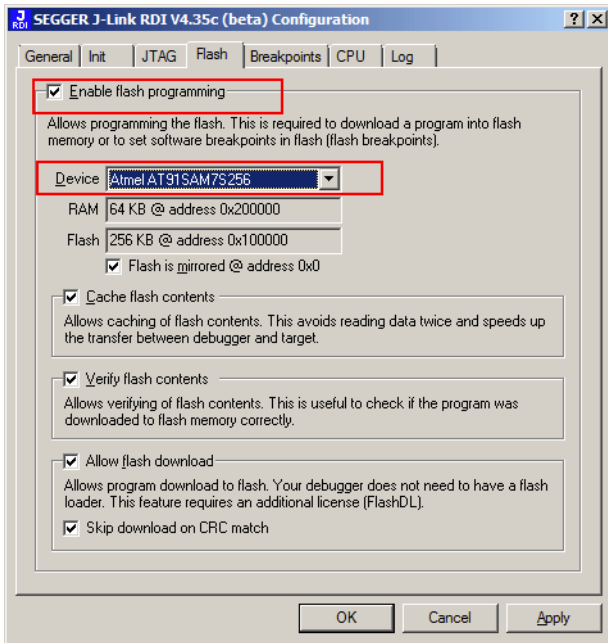 J RDI SEGGER J-Link RDI V4.35c (beta) Configuration ? X
General Init JTAG Flash Breakpoints CPU Log
Enable flash programming
Allows programming the flash. This is required to download a program into flash
memory or to set software breakpoints in flash (flash breakpoints).
Device Atmel AT91SAM7S256
RAM 64 KB @ address 0x200000
Flash 256 KB @ address 0x100000
Flash is mirrored @ address 0x0
Cache flash contents
Allows caching of flash contents. This avoids reading data twice and speeds up
the transfer between debugger and target.
Verify flash contents
Allows verifying of flash contents. This is useful to check if the program was
downloaded to flash memory correctly.
Allow flash download
Allows program download to flash. Your debugger does not need to have a flash
loader. This feature requires an additional license (FlashDL).
Skip download on CRC match
OK Cancel Apply